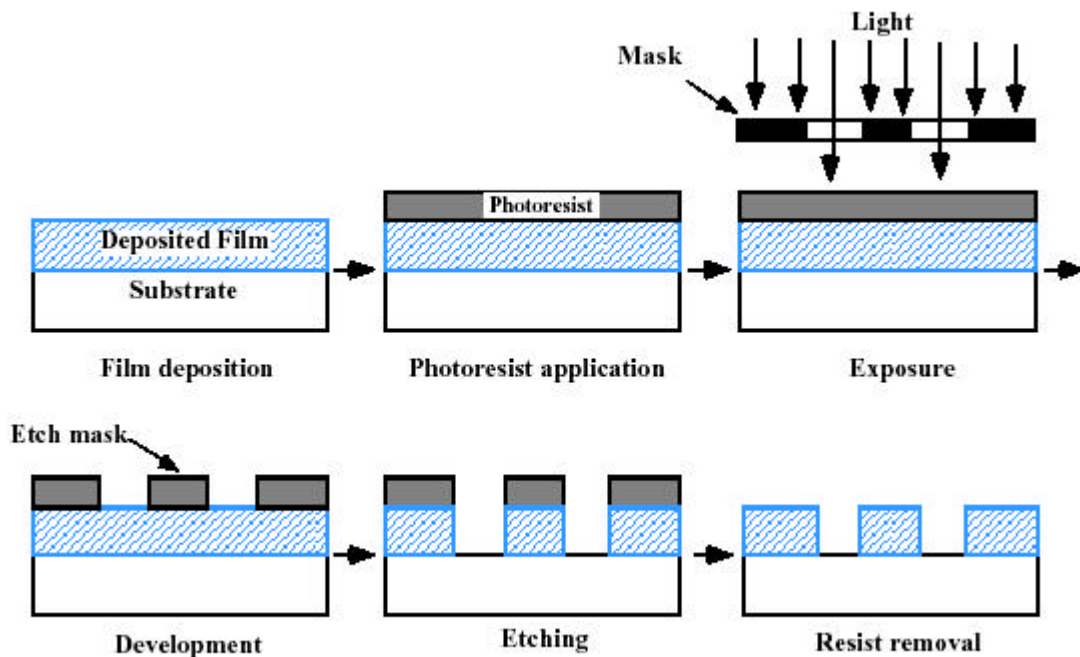 Light
Mask
Photoresist
Deposited Film
Substrate
Film deposition
Photoresist application
Exposure
Etch mask
Development
Etching
Resist removal